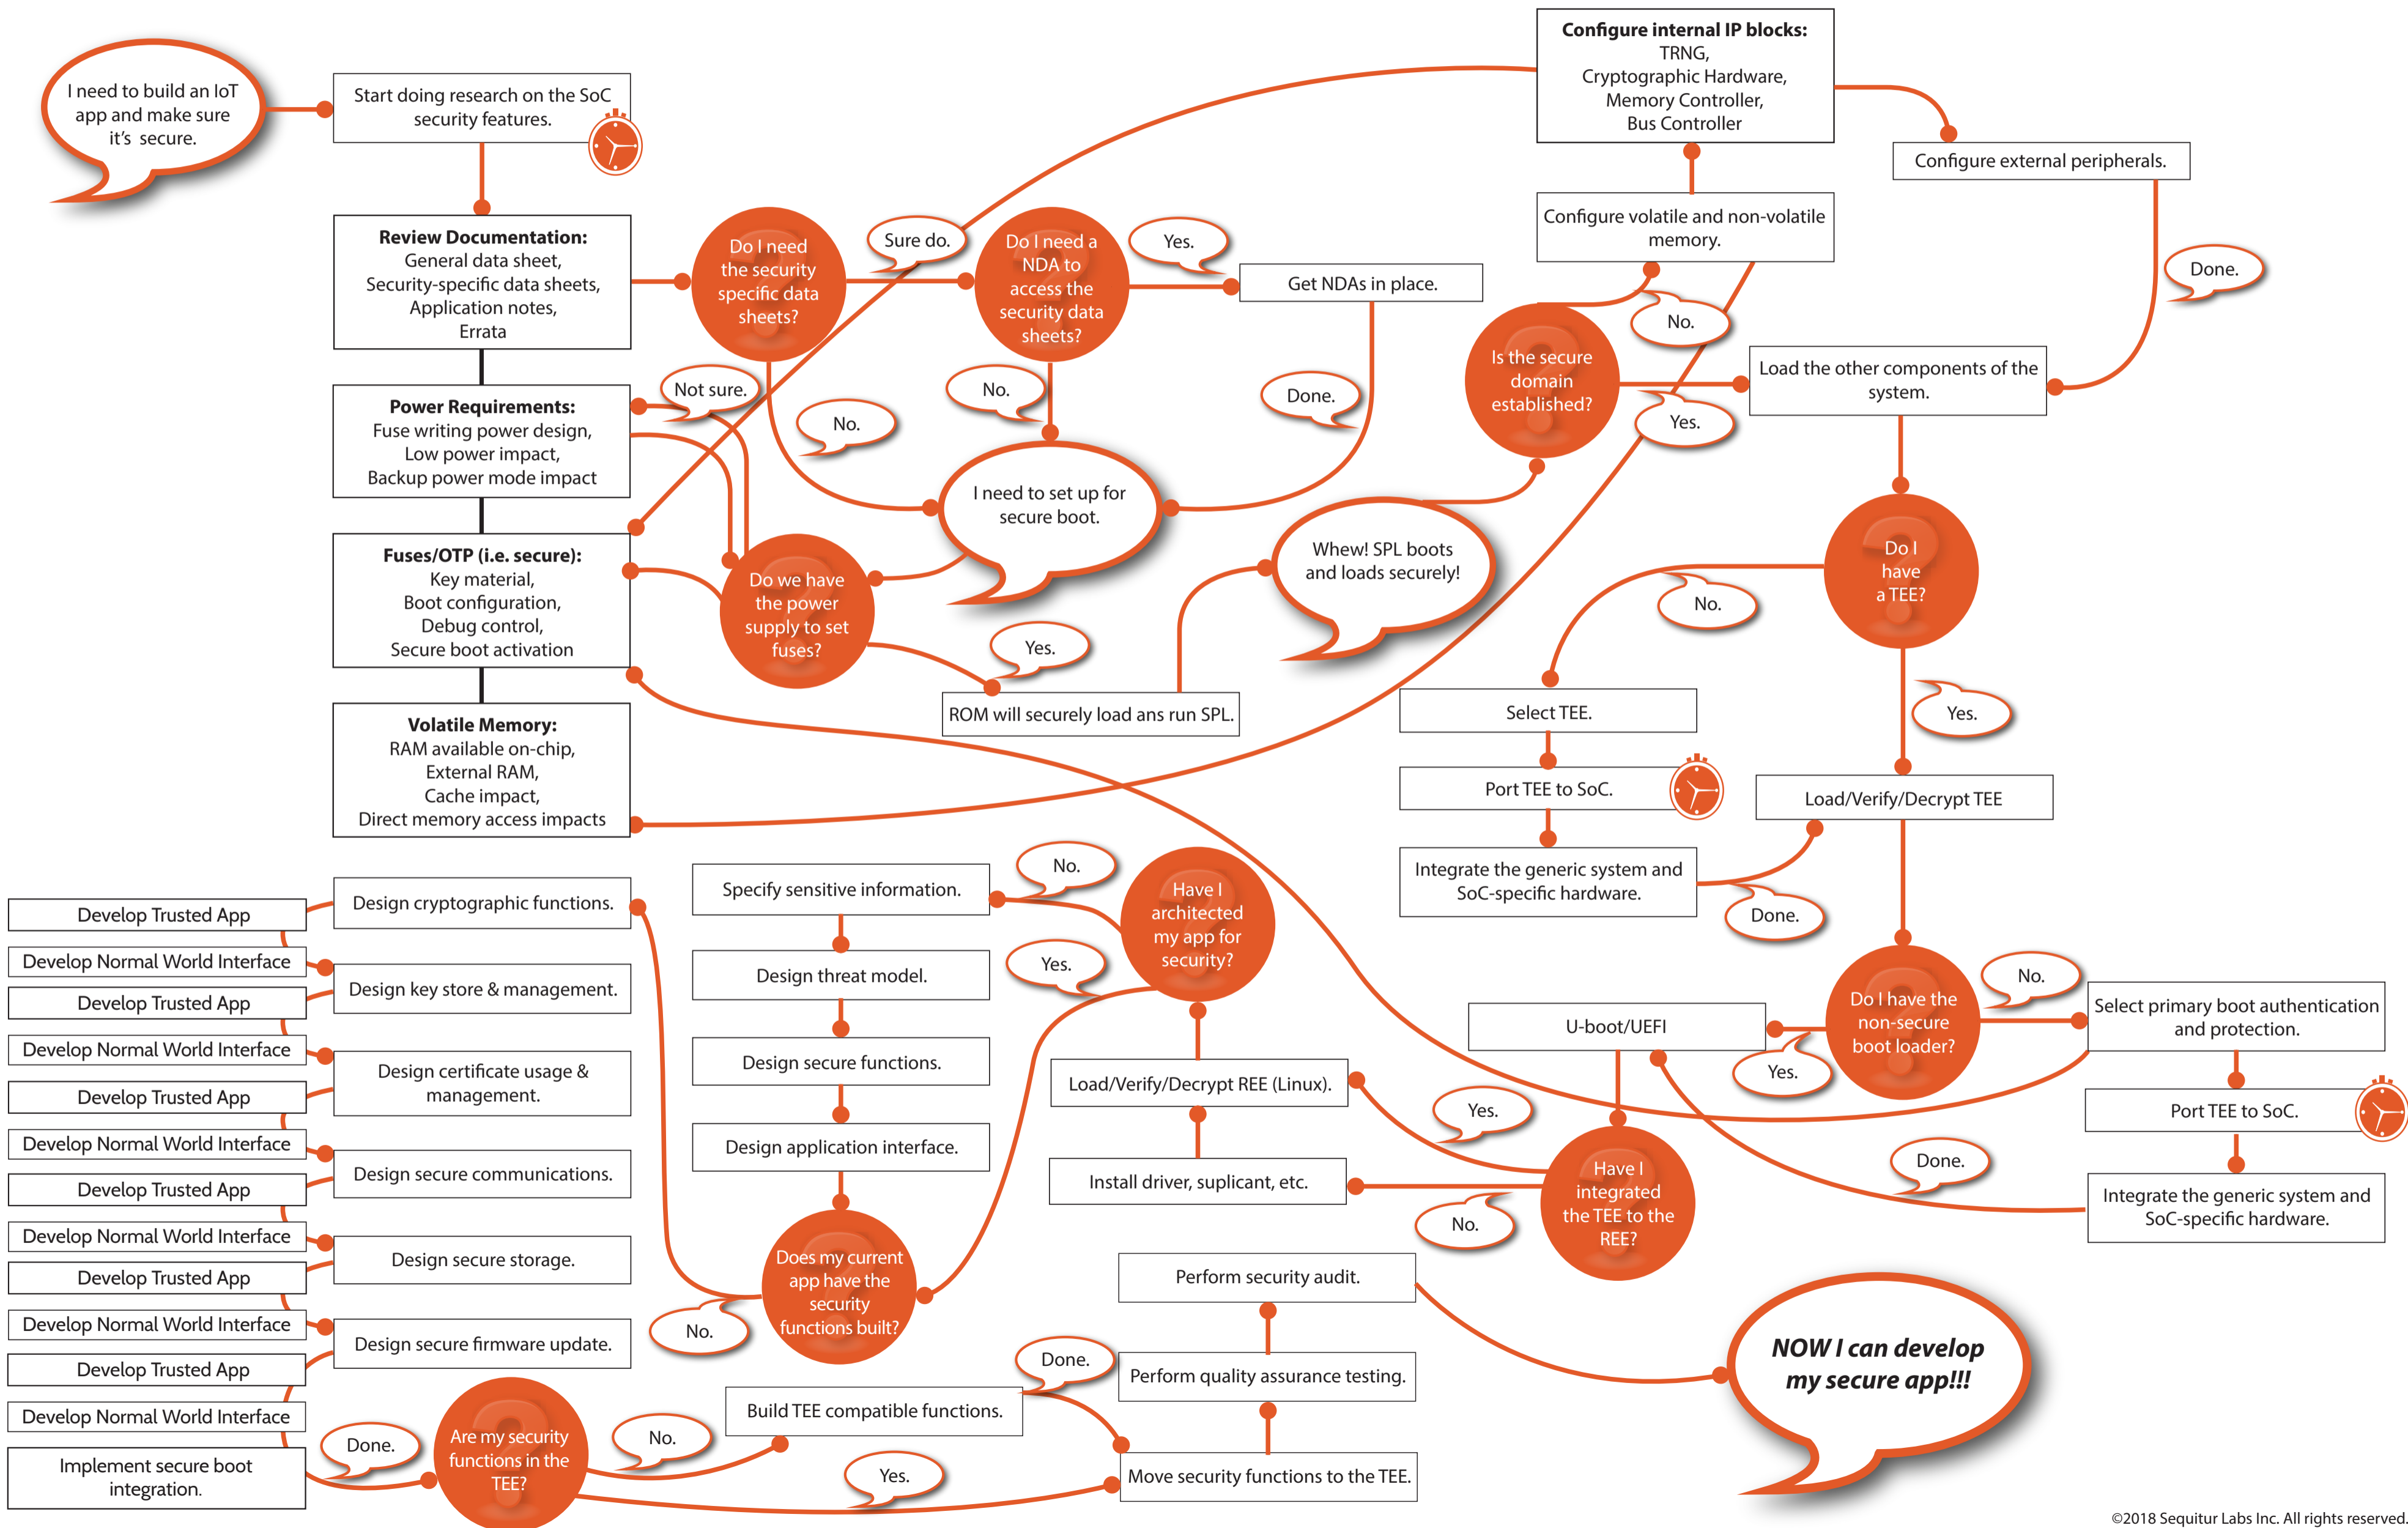 I need to build an IoT
app and make sure
it's  secure.
Start doing research on the SoC
security features.
Review Documentation:
General data sheet,
Security-specific data sheets,
Application notes,
Errata
Power Requirements:
Fuse writing power design,
Low power impact,
Backup power mode impact
Fuses/OTP (i.e. secure):
Key material,
Boot configuration,
Debug control,
Secure boot activation
Volatile Memory:
RAM available on-chip,
External RAM,
Cache impact,
Direct memory access impacts
Do I need
the security
specific data
sheets?
Sure do.
Do I need a
NDA to
access the
security data
sheets?
Yes.
Get NDAs in place.
Not sure.
No.
No.
Done.
I need to set up for
secure boot.
Do we have
the power
supply to set
fuses?
Yes.
ROM will securely load ans run SPL.
Whew! SPL boots
and loads securely!
Is the secure
domain
established?
No.
Yes.
Configure volatile and non-volatile
memory.
Configure internal IP blocks:
TRNG,
Cryptographic Hardware,
Memory Controller,
Bus Controller
Configure external peripherals.
Done.
Load the other components of the
system.
Do I
have
a TEE?
No.
Yes.
Select TEE.
Port TEE to SoC.
Integrate the generic system and
SoC-specific hardware.
Done.
Load/Verify/Decrypt TEE
Do I have the
non-secure
boot loader?
No.
Yes.
Select primary boot authentication
and protection.
Port TEE to SoC.
Integrate the generic system and
SoC-specific hardware.
Done.
U-boot/UEFI
Have I
integrated
the TEE to the
REE?
Yes.
No.
Load/Verify/Decrypt REE (Linux).
Install driver, suplicant, etc.
Have I
architected
my app for
security?
No.
Yes.
Specify sensitive information.
Design threat model.
Design secure functions.
Design application interface.
Does my current
app have the
security
functions built?
No.
Design cryptographic functions.
Develop Trusted App
Develop Normal World Interface
Design key store & management.
Develop Trusted App
Develop Normal World Interface
Design certificate usage &
management.
Develop Trusted App
Develop Normal World Interface
Design secure communications.
Develop Trusted App
Develop Normal World Interface
Design secure storage.
Develop Trusted App
Develop Normal World Interface
Design secure firmware update.
Develop Trusted App
Develop Normal World Interface
Implement secure boot
integration.
Done.
Are my security
functions in the
TEE?
No.
Yes.
Build TEE compatible functions.
Done.
Move security functions to the TEE.
Perform quality assurance testing.
Perform security audit.
NOW I can develop
my secure app!!!
©2018 Sequitur Labs Inc. All rights reserved.